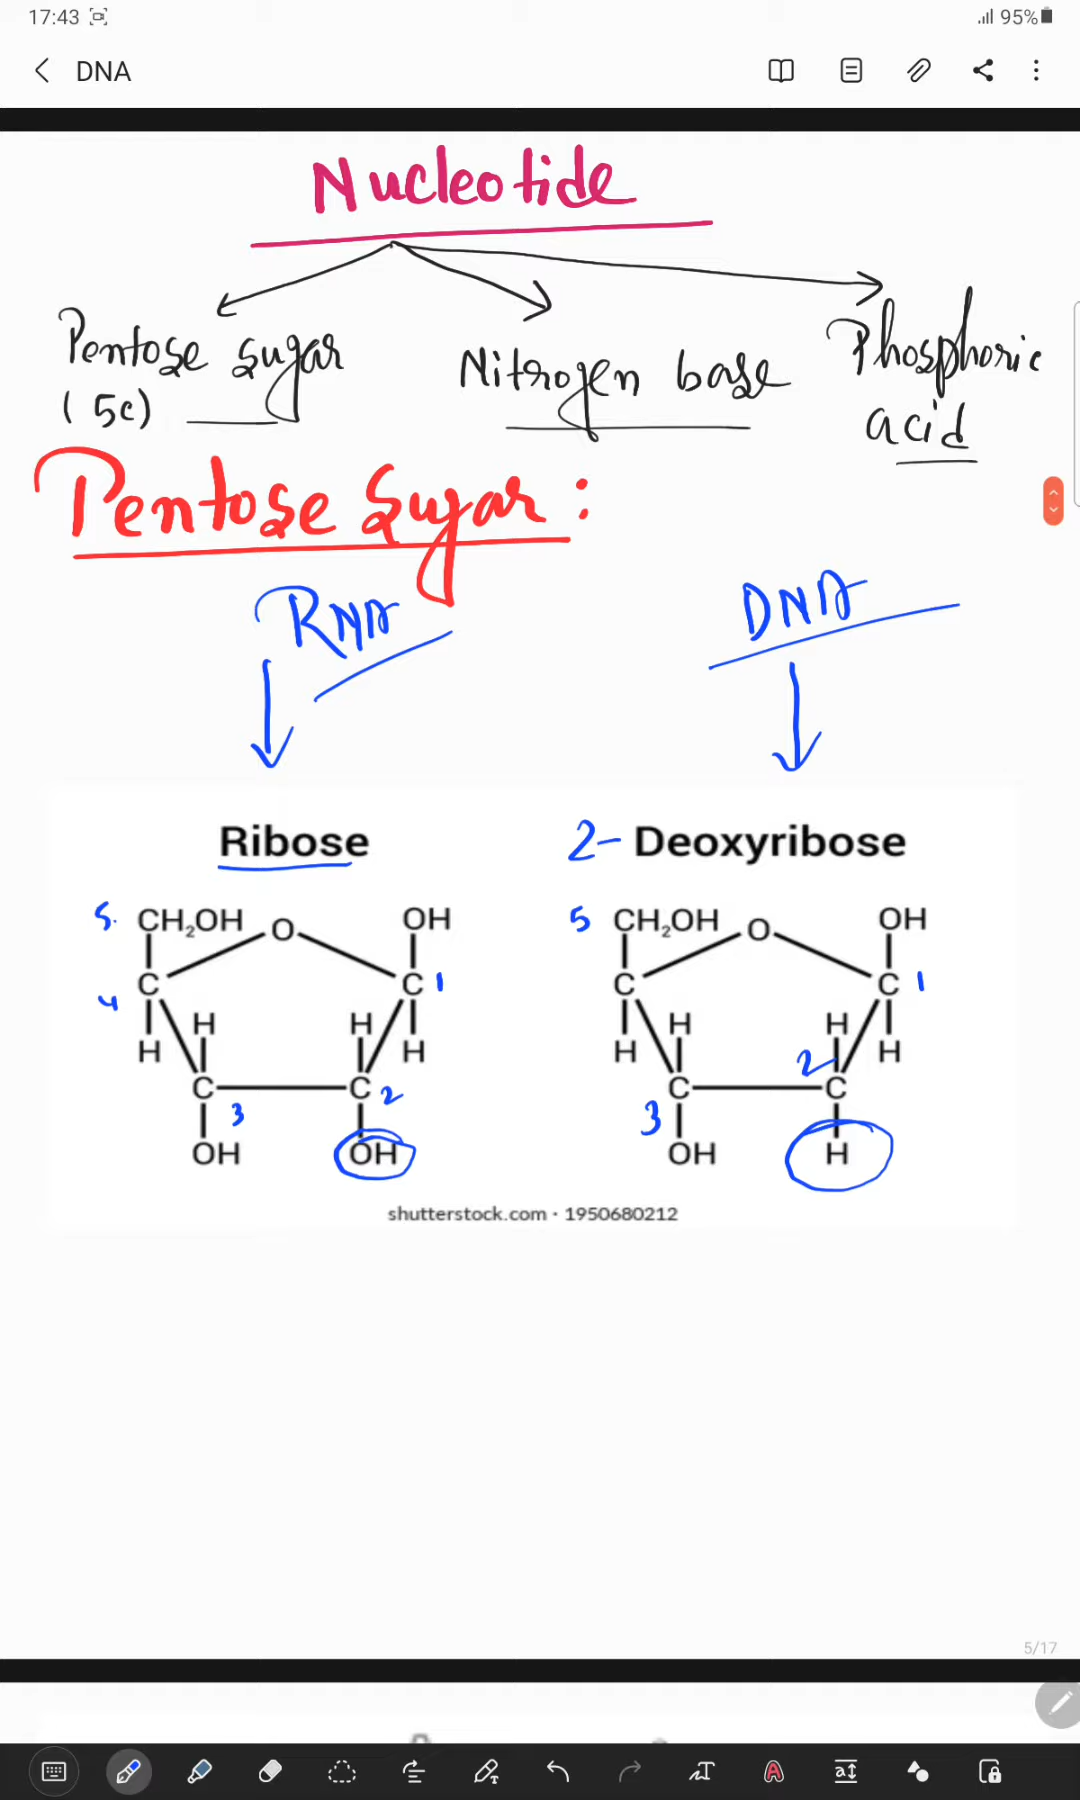 17:43 95%
DNA
Nucleotide
Pentose sugar Nitrogen base Phosphoric
(5c) acid
Pentose Sugar :
RNA DNA
Ribose 2- Deoxyribose
5. CH₂OH O OH 5 CH₂OH O OH
C C 1 C C 1
4 H H H H
H H H 2 H
C C 2 C C
3 3
OH OH OH H
shutterstock.com · 1950680212
5/17